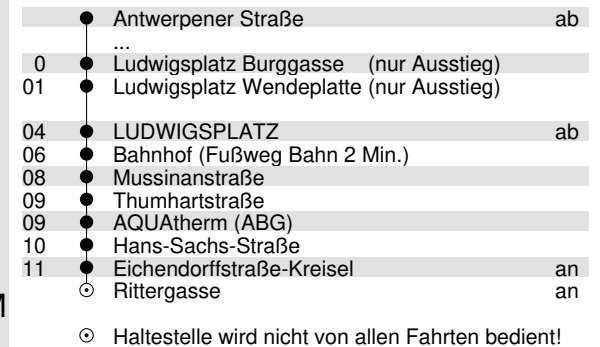 Antwerpener Straße ab
...
0 Ludwigsplatz Burggasse (nur Ausstieg)
01 Ludwigsplatz Wendeplatte (nur Ausstieg)
04 LUDWIGSPLATZ ab
06 Bahnhof (Fußweg Bahn 2 Min.)
08 Mussinanstraße
09 Thumhartstraße
09 AQUAtherm (ABG)
10 Hans-Sachs-Straße
11 Eichendorffstraße-Kreisel an
Rittergasse an
Haltestelle wird nicht von allen Fahrten bedient!